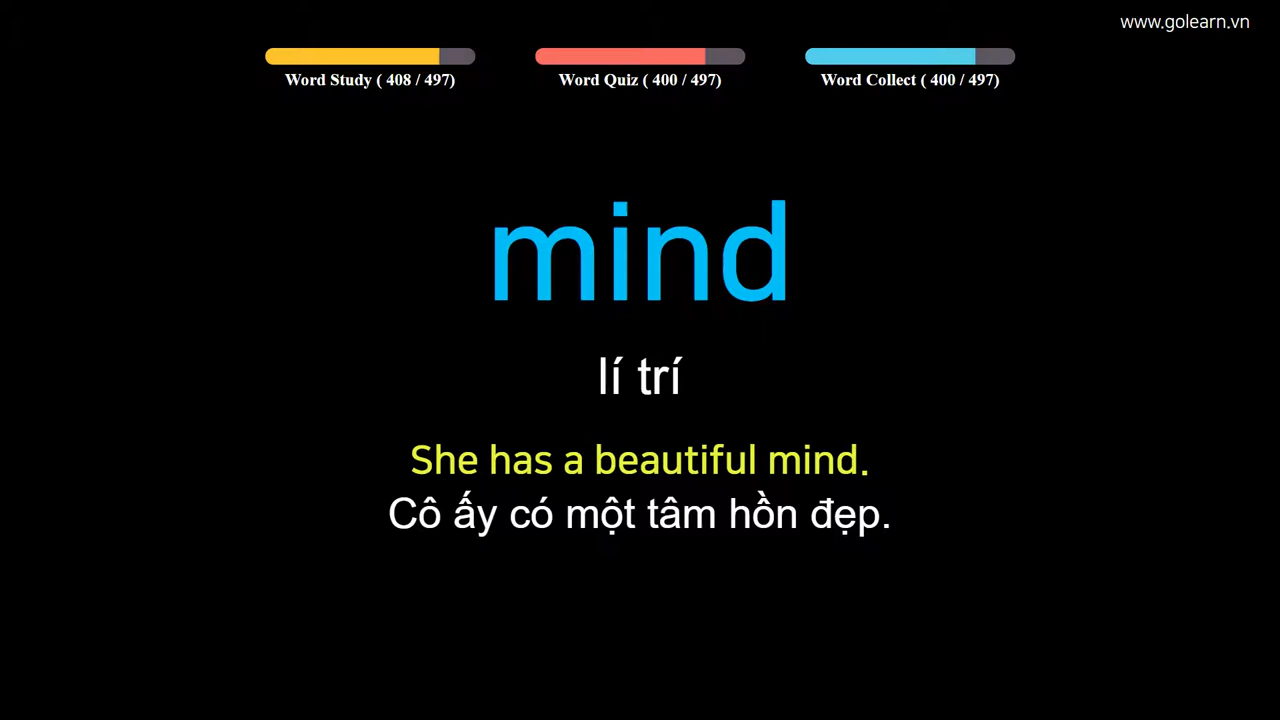 www.golearn.vn
Word Study ( 408 / 497) Word Quiz ( 400 / 497) Word Collect ( 400 / 497)
mind
lí trí
She has a beautiful mind.
Cô ấy có một tâm hồn đẹp.